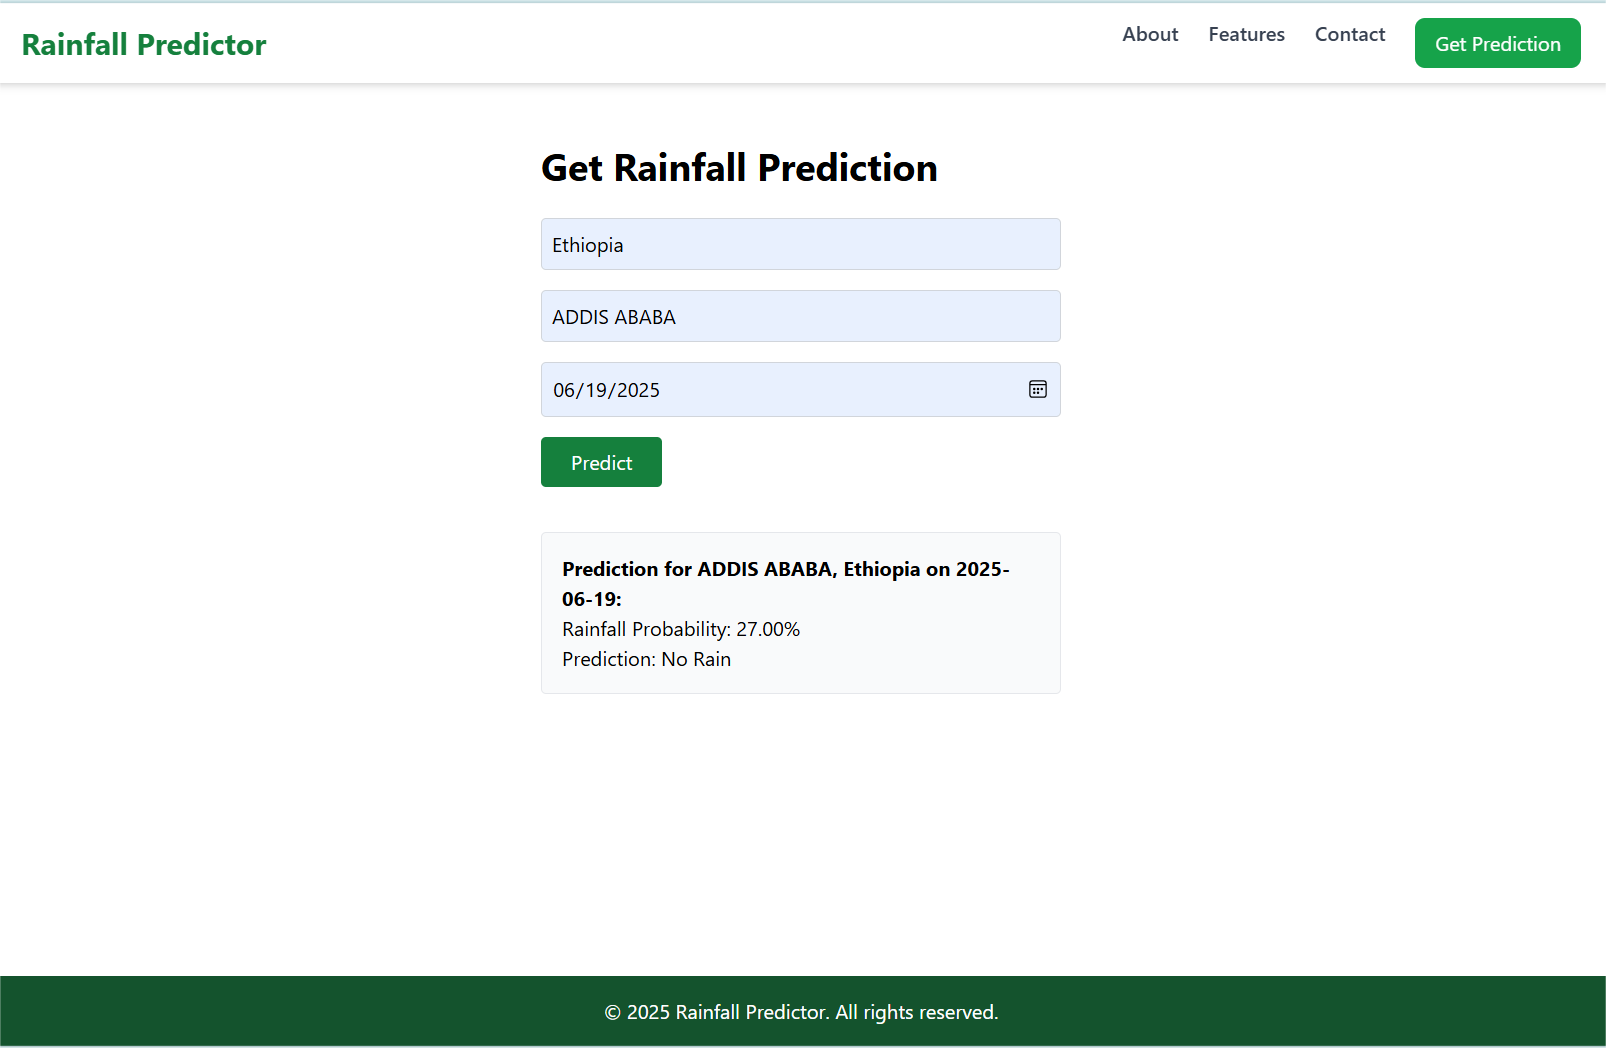 Rainfall Predictor
About
Features
Contact
Get Prediction
Get Rainfall Prediction
Ethiopia
ADDIS ABABA
06/19/2025
Predict
Prediction for ADDIS ABABA, Ethiopia on 2025-
06-19:
Rainfall Probability: 27.00%
Prediction: No Rain
© 2025 Rainfall Predictor. All rights reserved.